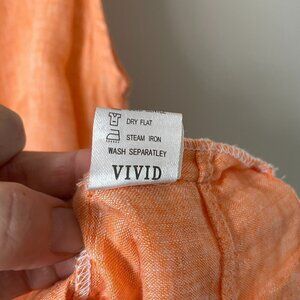 DRY FLAT
STEAM IRON
WASH SEPARATLEY
VIVID